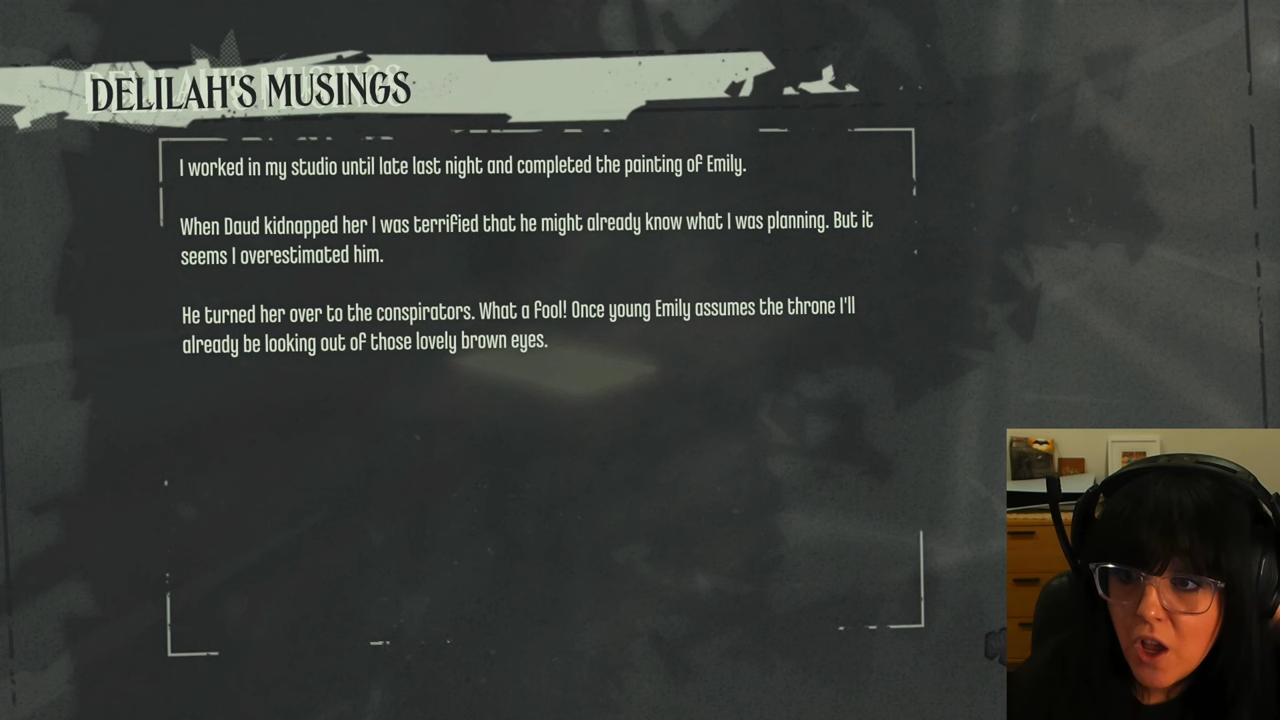 DELILAH'S MUSINGS
I worked in my studio until late last night and completed the painting of Emily.
When Daud kidnapped her I was terrified that he might already know what I was planning. But it
seems I overestimated him.
He turned her over to the conspirators. What a fool! Once young Emily assumes the throne I'll
already be looking out of those lovely brown eyes.